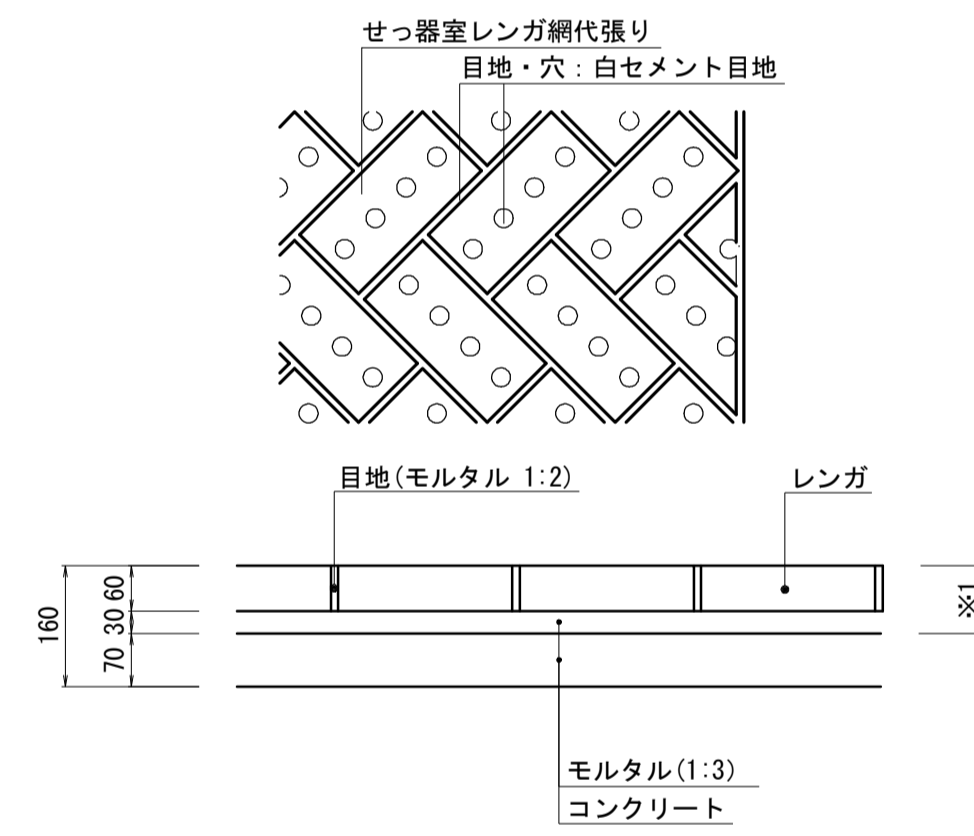 せっ器室レンガ網代張り
目地・穴：白セメント目地
目地(モルタル 1:2)
レンガ
160
60
30
70
※1
モルタル(1:3)
コンクリート